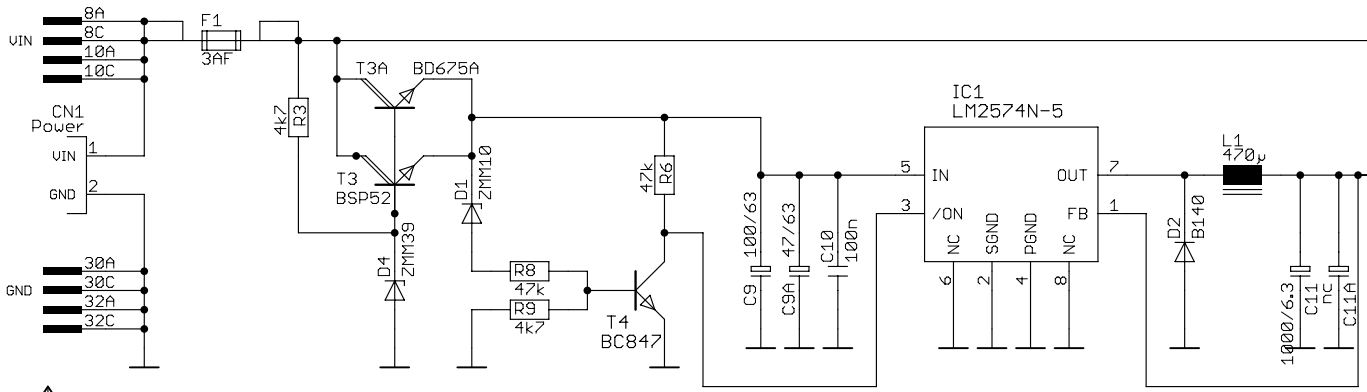 8A
VIN
8C
10A
10C
F1
3AF
CN1
Power
VIN
1
GND
2
30A
GND
30C
32A
32C
4k7
R3
T3A
BD675A
T3
BSP52
D4
ZMM39
D1
ZMM10
R8
47k
R9
4k7
47k
R6
T4
BC847
C9
100/63
C9A
47/63
C10
100n
IC1
LM2574N-5
5
IN
OUT
7
3
/ON
FB
1
NC
SGND
PGND
NC
6
2
4
8
L1
470µ
D2
B140
1000/6.3
C11
nc
C11A